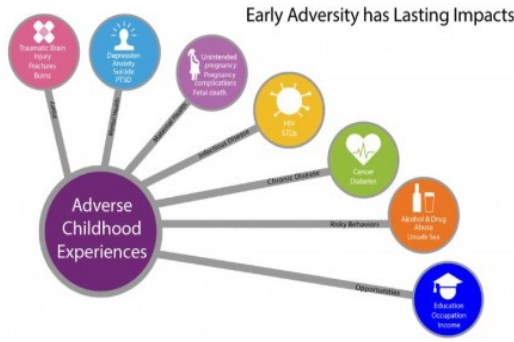 Early Adversity has Lasting Impacts
Traumatic Brain
Injury
Fractures
Burns
Depression
Anxiety
Suicide
PTSD
Unintended
pregnancy
Pregnancy
complications
Fetal death
HIV
STDs
Cancer
Diabetes
Alcohol & Drug
Abuse
Unsafe Sex
Education
Occupation
Income
Injury
Mental Health
Maternal Health
Infectious Disease
Chronic Disease
Risky Behaviors
Opportunities
Adverse
Childhood
Experiences